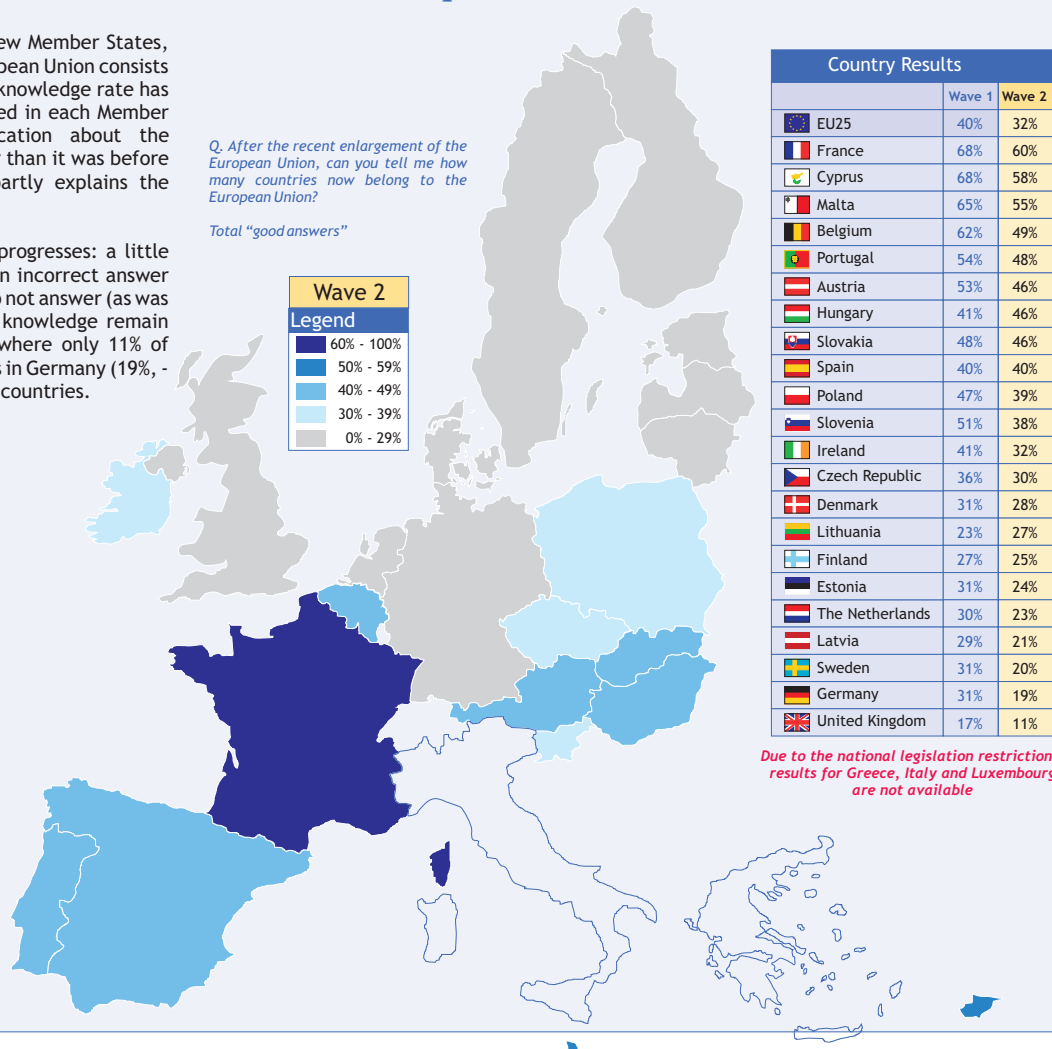 ew Member States,
pean Union consists
knowledge rate has
ed in each Member
cation about the
than it was before
partly explains the
progresses: a little
n incorrect answer
o not answer (as was
knowledge remain
where only 11% of
s in Germany (19%, -
countries.
Q. After the recent enlargement of the
European Union, can you tell me how
many countries now belong to the
European Union?
Total “good answers”
Wave 2
Legend
60% - 100%
50% - 59%
40% - 49%
30% - 39%
0% - 29%
Country Results
Wave 1 Wave 2
EU25 40% 32%
France 68% 60%
Cyprus 68% 58%
Malta 65% 55%
Belgium 62% 49%
Portugal 54% 48%
Austria 53% 46%
Hungary 41% 46%
Slovakia 48% 46%
Spain 40% 40%
Poland 47% 39%
Slovenia 51% 38%
Ireland 41% 32%
Czech Republic 36% 30%
Denmark 31% 28%
Lithuania 23% 27%
Finland 27% 25%
Estonia 31% 24%
The Netherlands 30% 23%
Latvia 29% 21%
Sweden 31% 20%
Germany 31% 19%
United Kingdom 17% 11%
Due to the national legislation restriction
results for Greece, Italy and Luxembourg
are not available